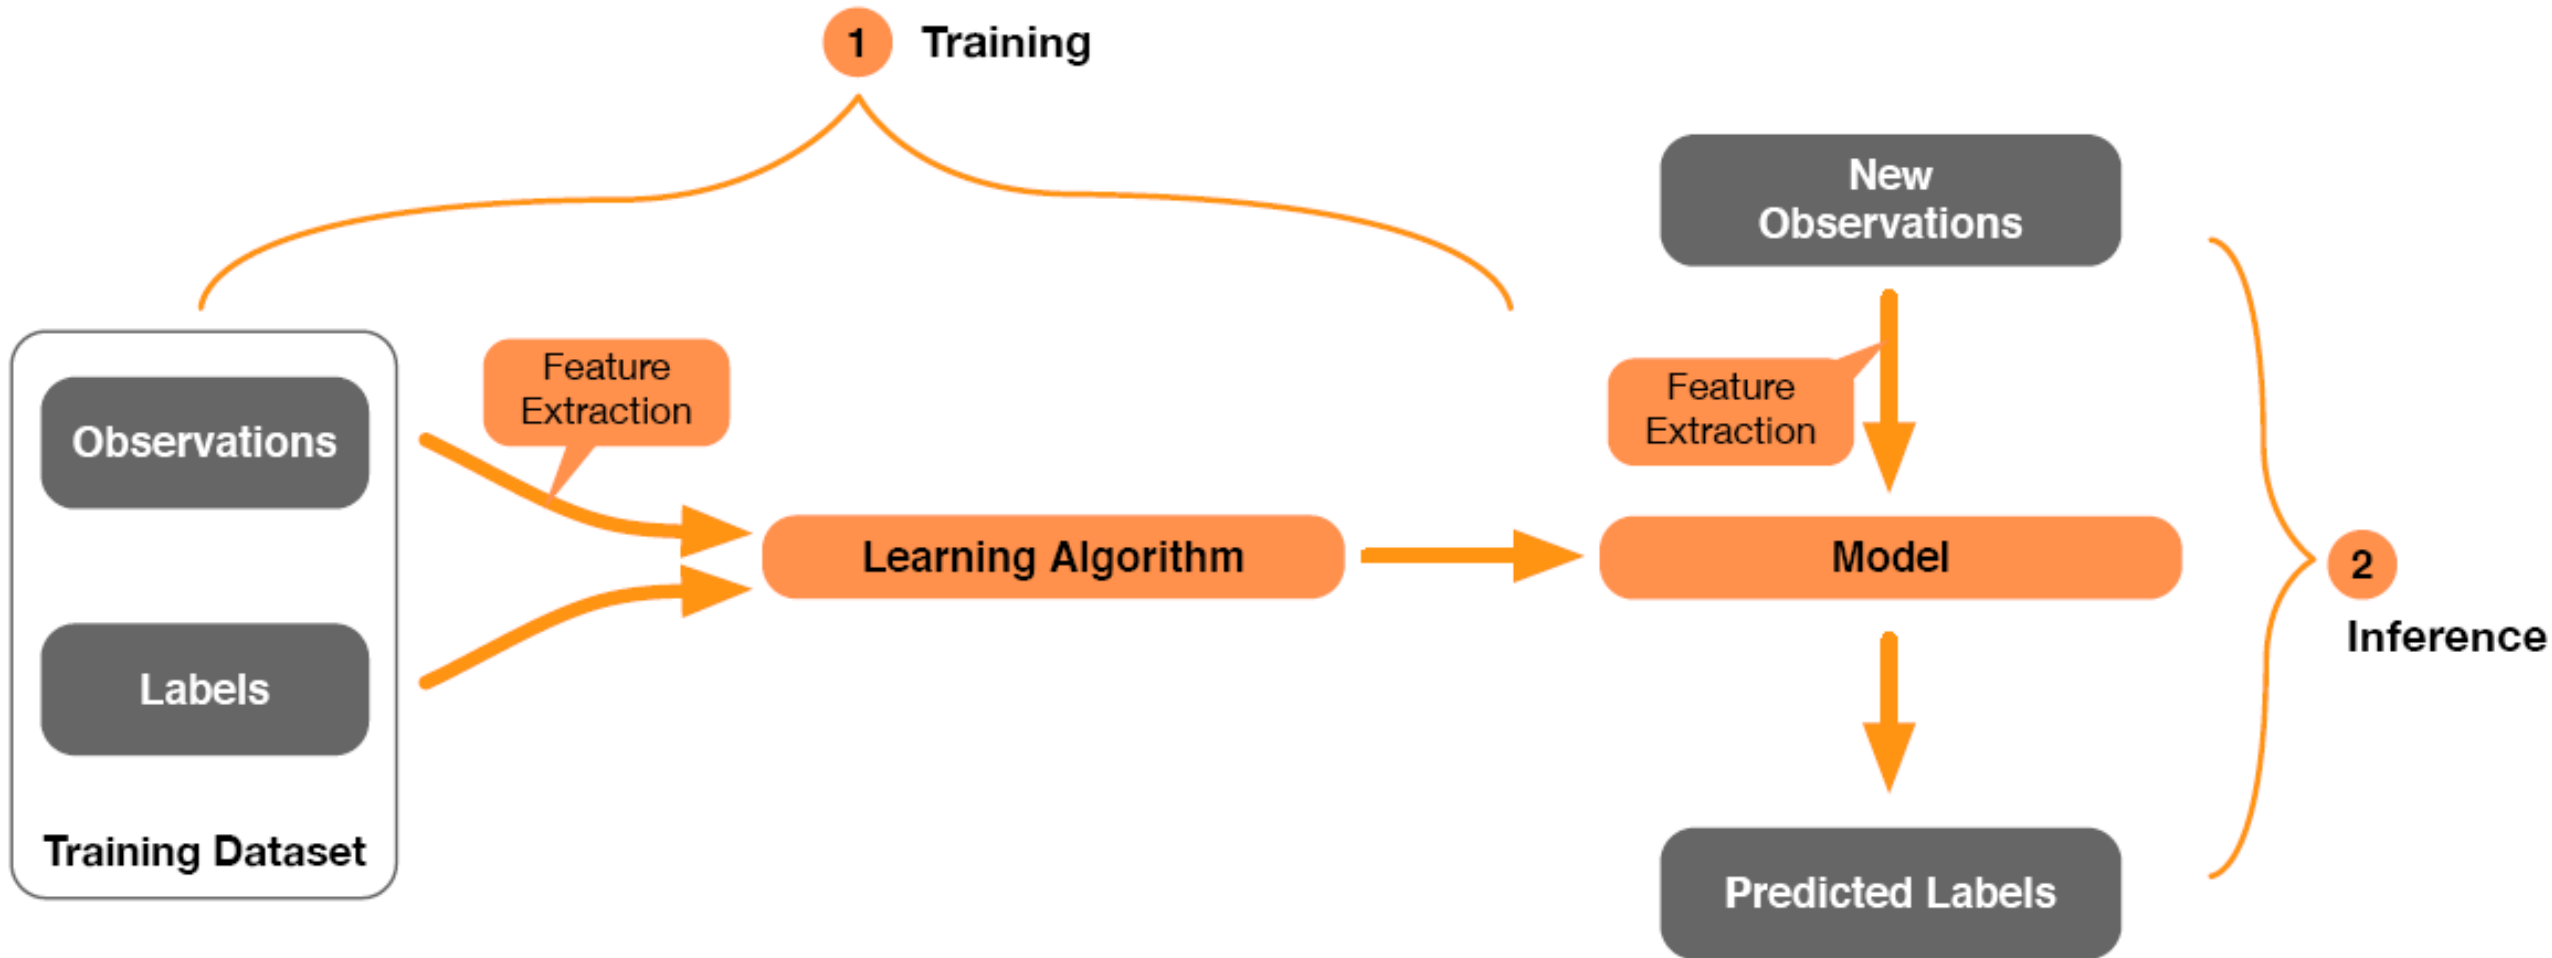 1 Training
New
Observations
Feature
Extraction
Feature
Extraction
Observations
Learning Algorithm
Model
2
Inference
Labels
Training Dataset
Predicted Labels